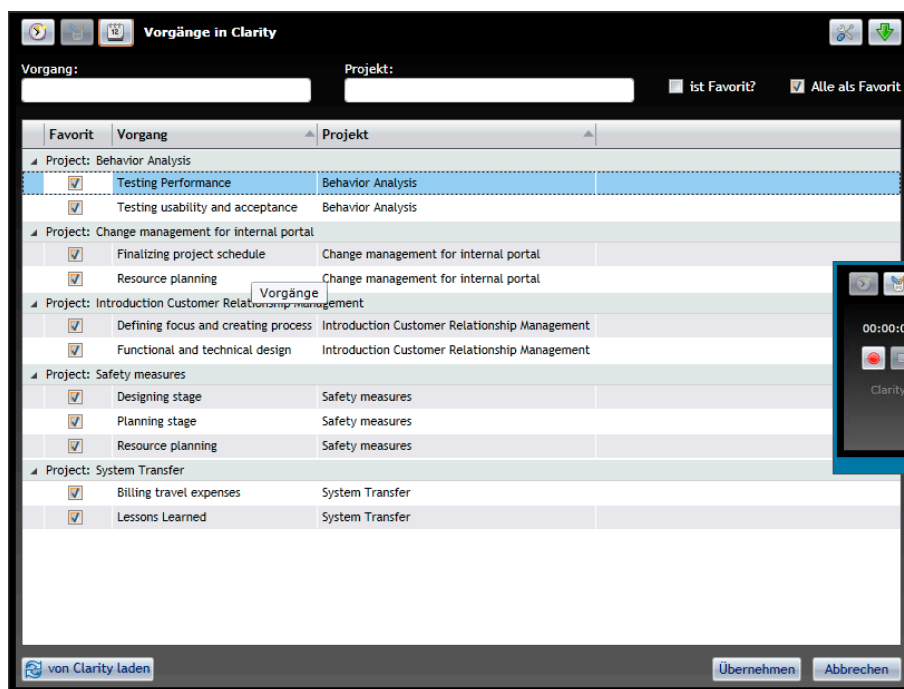 12 Vorgänge in Clarity
Vorgang: Projekt:
ist Favorit? Alle als Favorit
Favorit Vorgang Projekt
Project: Behavior Analysis
Testing Performance Behavior Analysis
Testing usability and acceptance Behavior Analysis
Project: Change management for internal portal
Finalizing project schedule Change management for internal portal
Resource planning Change management for internal portal
Vorgänge
Project: Introduction Customer Relationship Management
Defining focus and creating process Introduction Customer Relationship Management
Functional and technical design Introduction Customer Relationship Management
Project: Safety measures
Designing stage Safety measures
Planning stage Safety measures
Resource planning Safety measures
Project: System Transfer
Billing travel expenses System Transfer
Lessons Learned System Transfer
00:00:0
Clarity
von Clarity laden Übernehmen Abbrechen